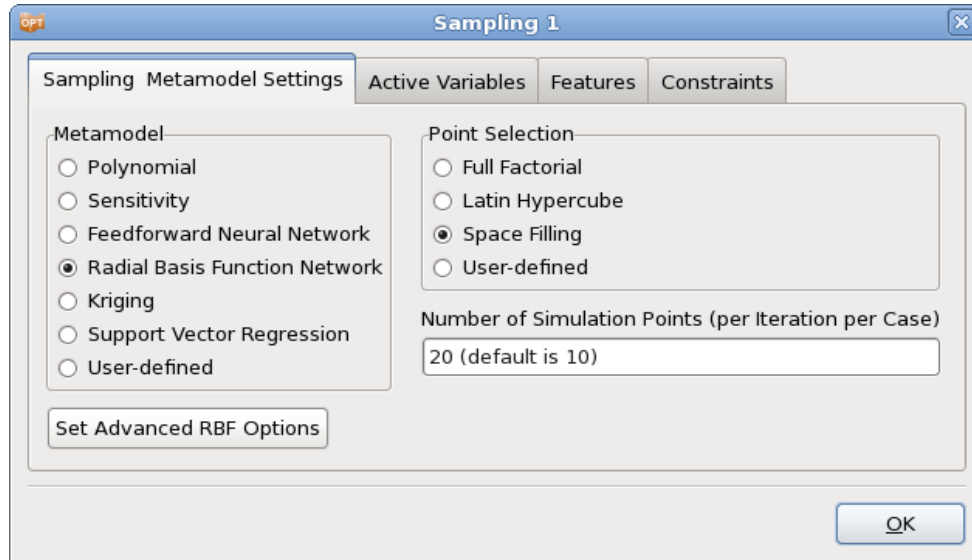 OPT
Sampling 1
Sampling Metamodel Settings
Active Variables
Features
Constraints
Metamodel
Polynomial
Sensitivity
Feedforward Neural Network
Radial Basis Function Network
Kriging
Support Vector Regression
User-defined
Set Advanced RBF Options
Point Selection
Full Factorial
Latin Hypercube
Space Filling
User-defined
Number of Simulation Points (per Iteration per Case)
20 (default is 10)
OK